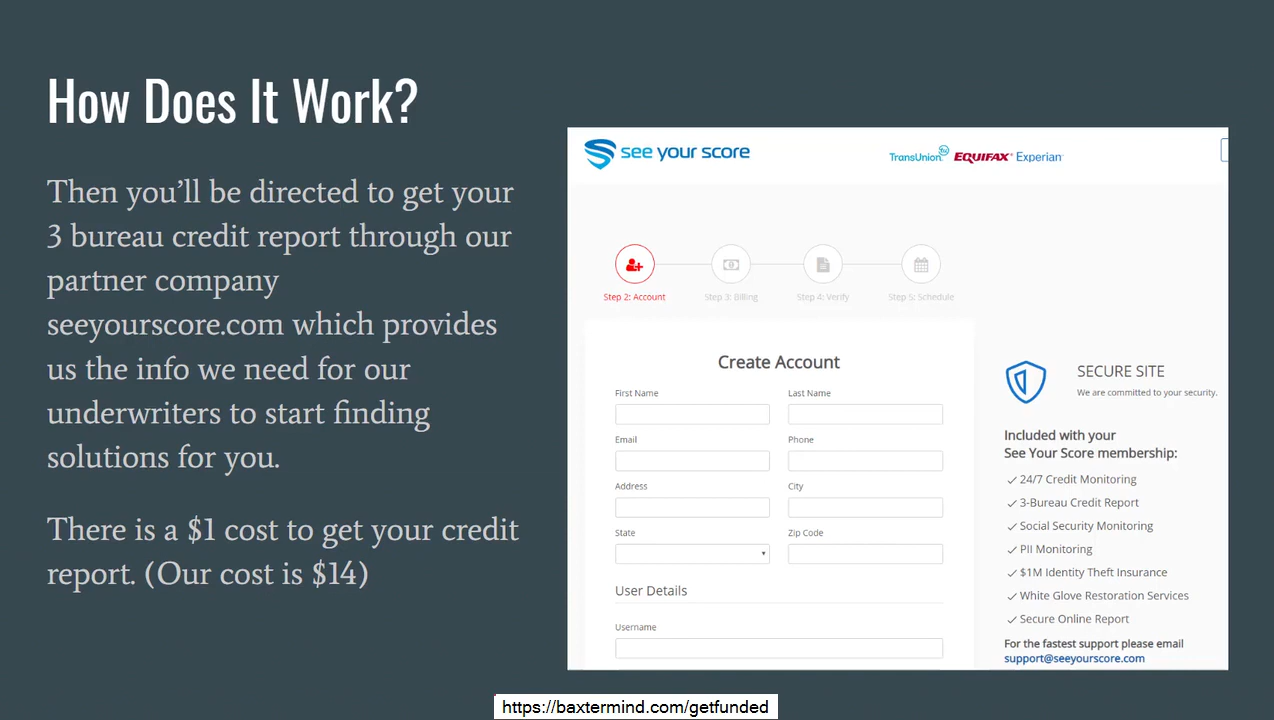 How Does It Work?
Then you’ll be directed to get your
3 bureau credit report through our
partner company
seeyourscore.com which provides
us the info we need for our
underwriters to start finding
solutions for you.
There is a $1 cost to get your credit
report. (Our cost is $14)
see your score
TransUnion tu EQUIFAX Experian
Step 2: Account
Step 3: Billing
Step 4: Verify
Step 5: Schedule
Create Account
First Name
Last Name
Email
Phone
Address
City
State
Zip Code
User Details
Username
SECURE SITE
We are committed to your security.
Included with your
See Your Score membership:
✓ 24/7 Credit Monitoring
✓ 3-Bureau Credit Report
✓ Social Security Monitoring
✓ PII Monitoring
✓ $1M Identity Theft Insurance
✓ White Glove Restoration Services
✓ Secure Online Report
For the fastest support please email
support@seeyourscore.com
https://baxtermind.com/getfunded